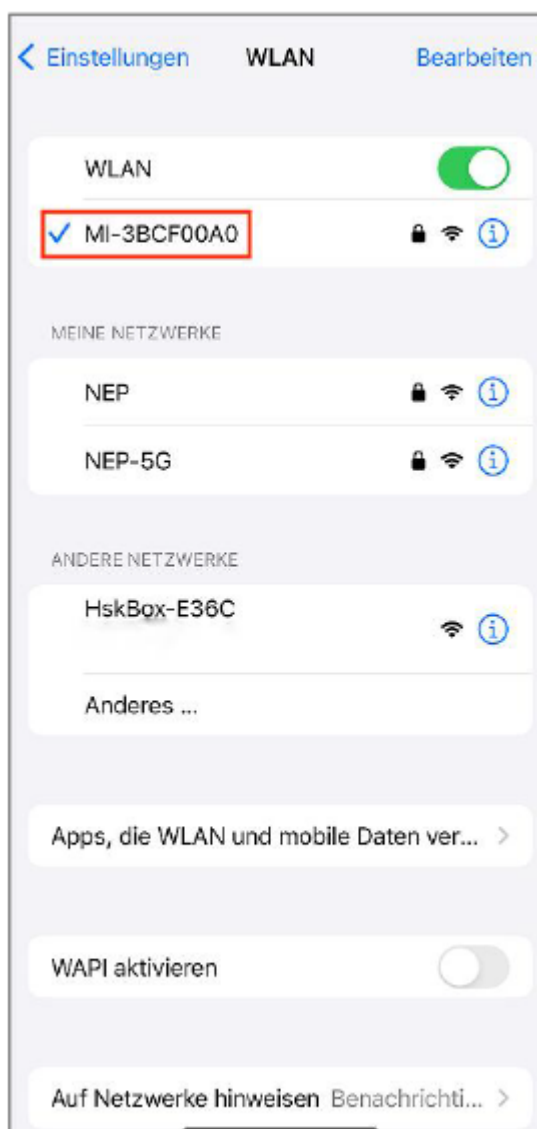 Einstellungen WLAN Bearbeiten
WLAN
MI-3BCF00A0
MEINE NETZWERKE
NEP
NEP-5G
ANDERE NETZWERKE
HskBox-E36C
Anderes ...
Apps, die WLAN und mobile Daten ver...
WAPI aktivieren
Auf Netzwerke hinweisen Benachrichti...